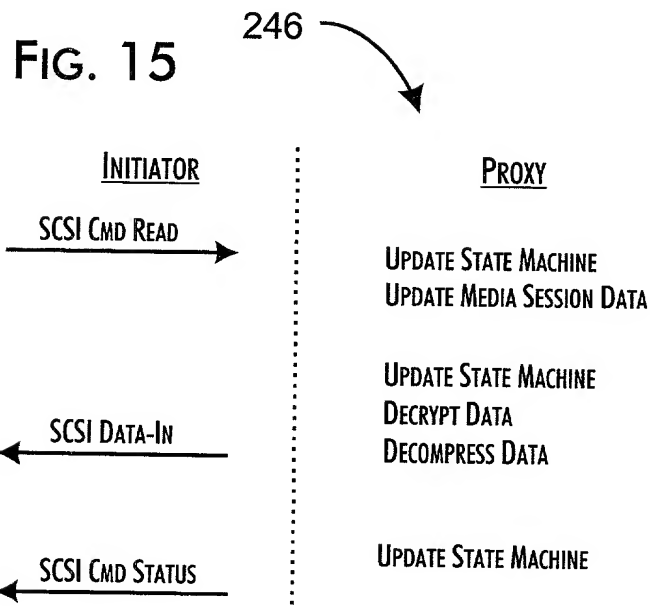 246
FIG. 15
INITIATOR
PROXY
SCSI CMD READ
UPDATE STATE MACHINE
UPDATE MEDIA SESSION DATA
UPDATE STATE MACHINE
DECRYPT DATA
SCSI DATA-IN
DECOMPRESS DATA
UPDATE STATE MACHINE
SCSI CMD STATUS